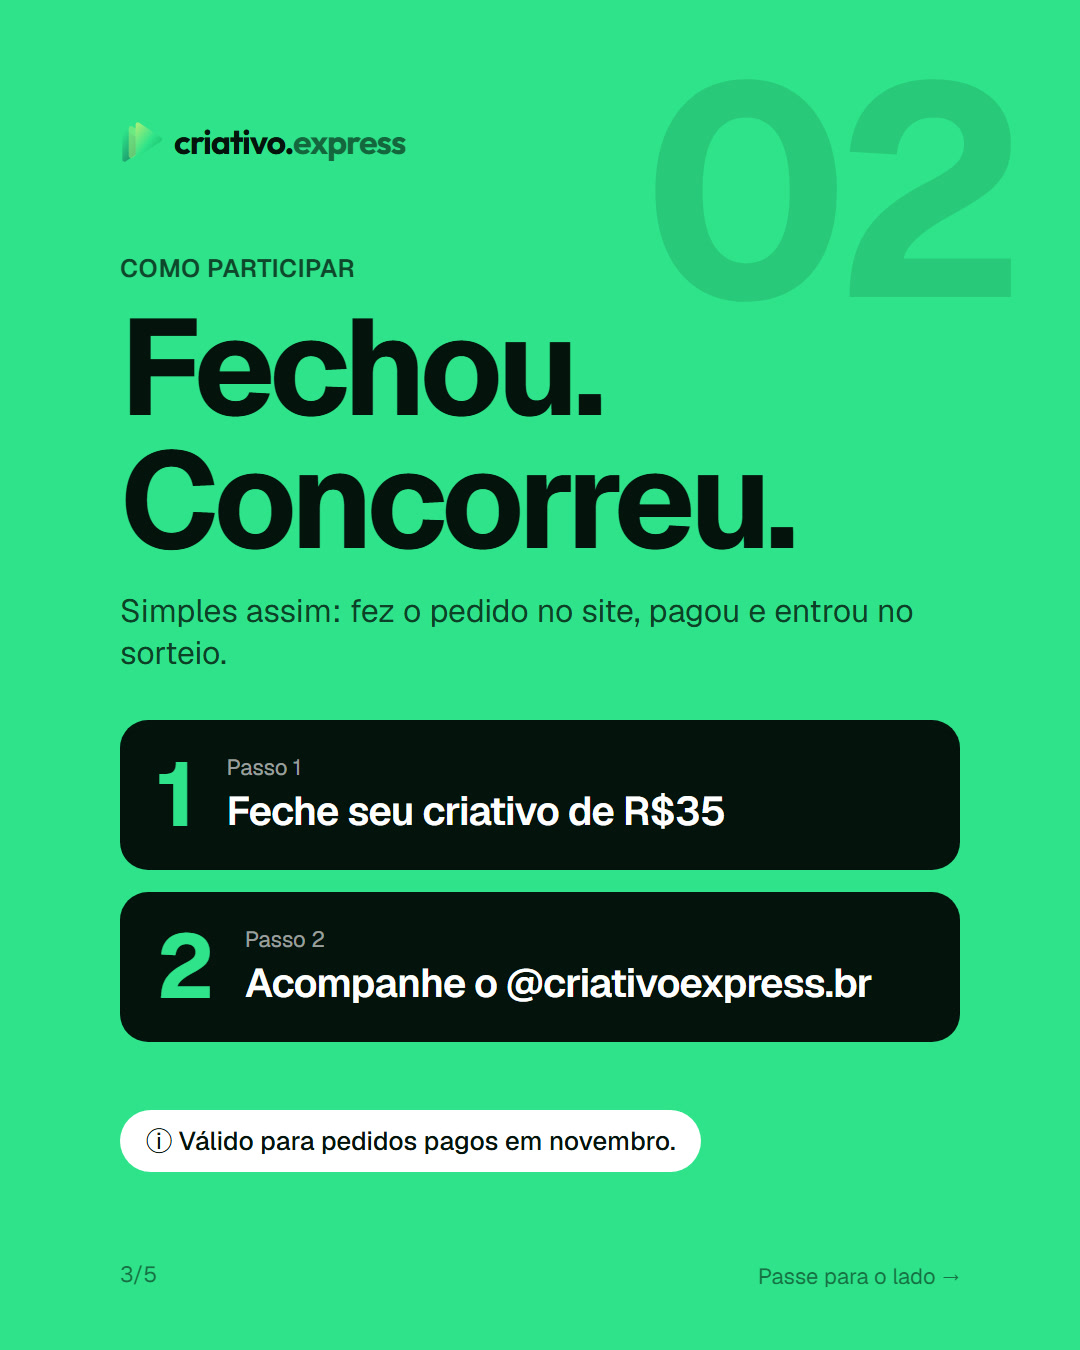 criativo.express
02
COMO PARTICIPAR
Fechou.
Concorreu.
Simples assim: fez o pedido no site, pagou e entrou no
sorteio.
1
Passo 1
Feche seu criativo de R$35
2
Passo 2
Acompanhe o @criativoexpress.br
ⓘ Válido para pedidos pagos em novembro.
3/5
Passe para o lado →